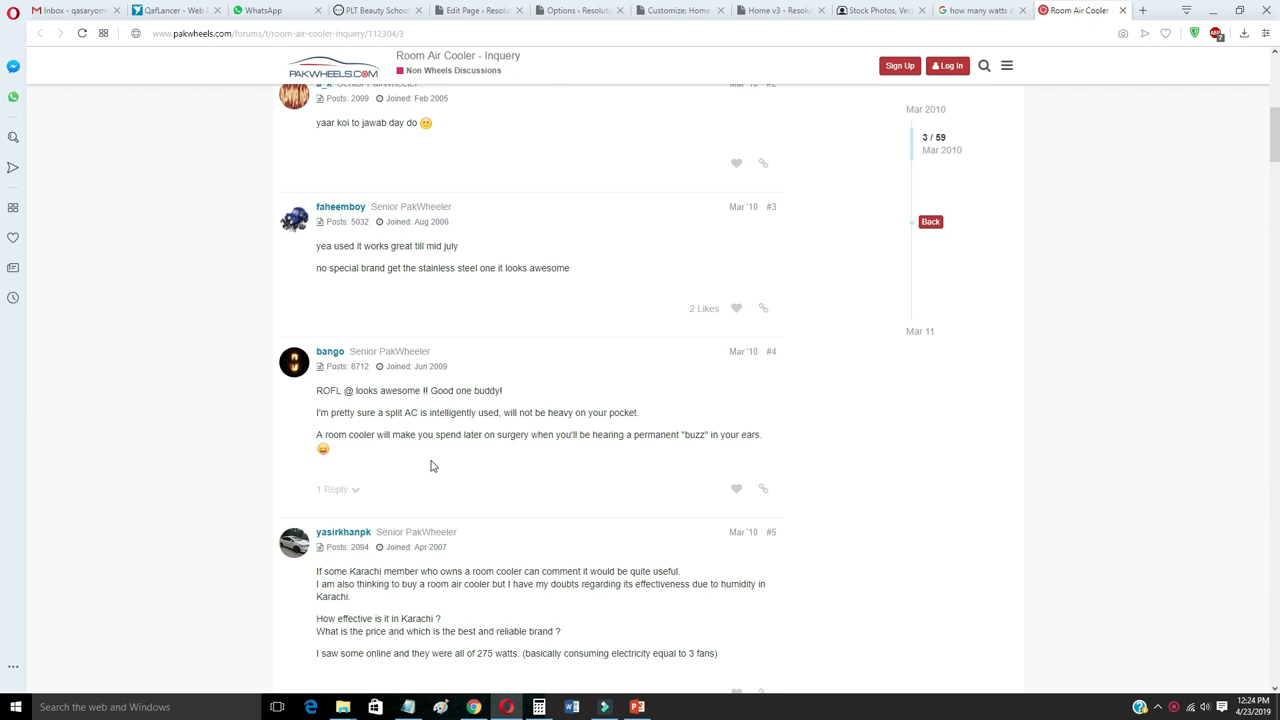 Inbox (5) - qasaryome
QafLancer - Web
WhatsApp
PLT Beauty School
Edit Page ‹ Resolu
Options ‹ Resolute
Customize: Home
Home v3 - Resolut
Stock Photos, Vec
how many watts d
Room Air Cooler -
www.pakwheels.com/forums/t/room-air-cooler-inquery/112304/3
7
PAKWHEELS.COM
Room Air Cooler - Inquery
Non Wheels Discussions
Sign Up
Log In
Senior PakWheeler
Mar '10 #2
Posts: 2099 Joined: Feb 2005
yaar koi to jawab day do
Mar 2010
3 / 59
Mar 2010
Back
Mar 11
faheemboy Senior PakWheeler
Mar '10 #3
Posts: 5032 Joined: Aug 2006
yea used it works great till mid july
no special brand get the stainless steel one it looks awesome
2 Likes
bango Senior PakWheeler
Mar '10 #4
Posts: 8712 Joined: Jun 2009
ROFL @ looks awesome !! Good one buddy!
I'm pretty sure a split AC is intelligently used, will not be heavy on your pocket.
A room cooler will make you spend later on surgery when you'll be hearing a permanent "buzz" in your ears.
1 Reply
yasirkhanpk Senior PakWheeler
Mar '10 #5
Posts: 2094 Joined: Apr 2007
If some Karachi member who owns a room cooler can comment it would be quite useful.
I am also thinking to buy a room air cooler but I have my doubts regarding its effectiveness due to humidity in
Karachi.
How effective is it in Karachi ?
What is the price and which is the best and reliable brand ?
I saw some online and they were all of 275 watts. (basically consuming electricity equal to 3 fans)
Search the web and Windows
12:24 PM
4/23/2019